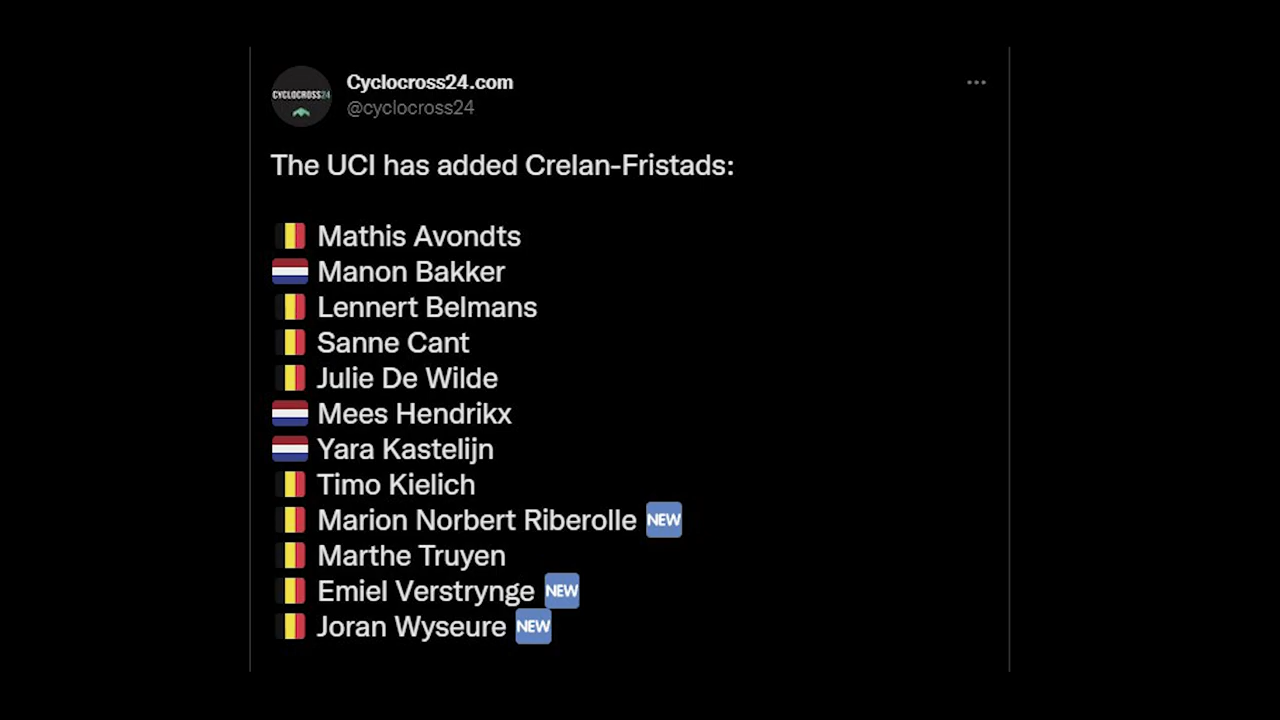 CYCLOCROSS24
Cyclocross24.com
@cyclocross24
The UCI has added Crelan-Fristads:
Mathis Avondts
Manon Bakker
Lennert Belmans
Sanne Cant
Julie De Wilde
Mees Hendrikx
Yara Kastelijn
Timo Kielich
Marion Norbert Riberolle NEW
Marthe Truyen
Emiel Verstrynge NEW
Joran Wyseure NEW